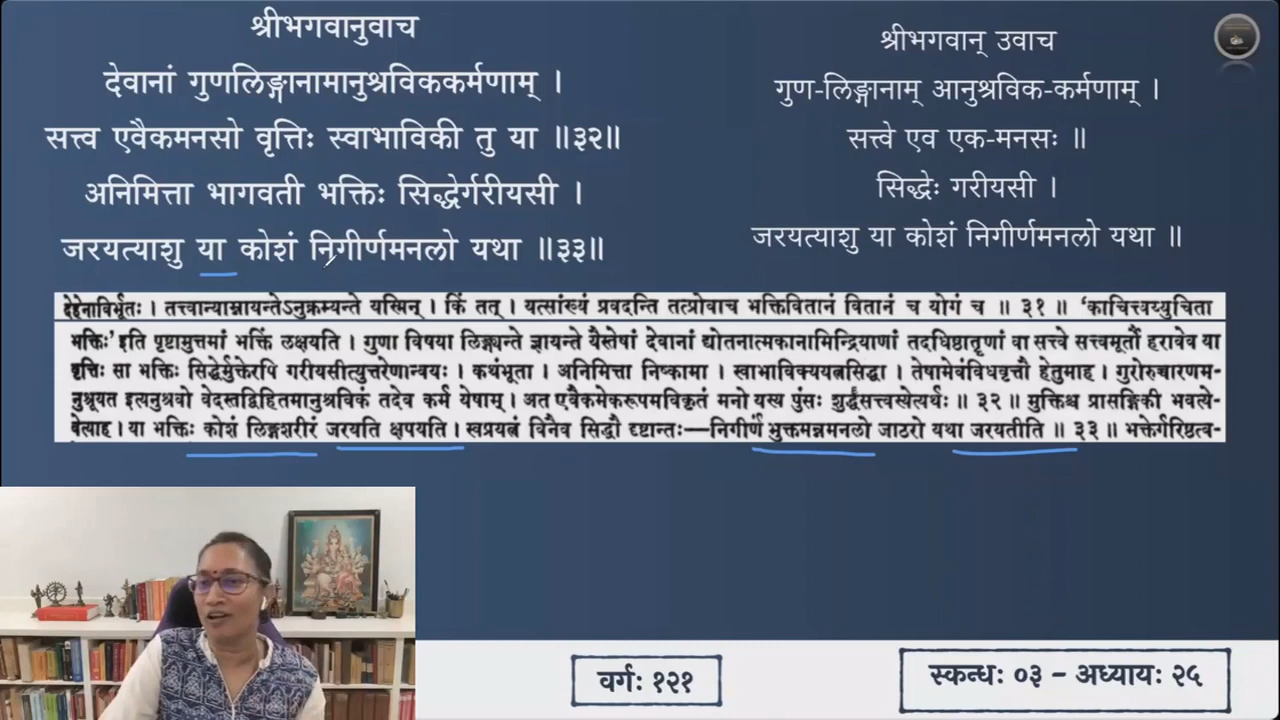 श्रीभगवानुवाच
देवानां गुणलिङ्गानामानुश्रविककर्मणाम् ।
सत्त्व एवैकमनसो वृत्तिः स्वाभाविकी तु या ॥३२॥
अनिमित्ता भागवती भक्तिः सिद्धेर्गरीयसी ।
जरयत्याशु या कोशं निगीर्णमनलो यथा ॥३३॥
श्रीभगवान् उवाच
गुण-लिङ्गानाम् आनुश्रविक-कर्मणाम् ।
सत्त्वे एव एक-मनसः ॥
सिद्धेः गरीयसी ।
जरयत्याशु या कोशं निगीर्णमनलो यथा ॥
देहेनाविर्भूतः । तत्त्वान्याम्नायन्तेऽनुक्रम्यन्ते यस्मिन् । किं तत् । यत्सांख्यं प्रवदन्ति तत्प्रोवाच भक्तिवितानं वितानं च योगं च ॥ ३१ ॥ ‘काचित्त्वय्युचिता
भक्तिः’ इति पृष्टामुत्तमां भक्तिं लक्षयति । गुणा विषया लिङ्ग्यन्ते ज्ञायन्ते यैस्तेषां देवानां द्योतनात्मकानामिन्द्रियाणां तदधिष्ठातॄणां वा सत्त्वे सत्त्वमूर्तौ हरावेव या
वृत्तिः सा भक्तिः सिद्धेर्मुक्तेरपि गरीयसीत्युत्तरेणान्वयः । कथंभूता । अनिमित्ता निष्कामा । स्वाभाविक्ययत्नसिद्धा । तेषामेवंविधवृत्तौ हेतुमाह । गुरोरुच्चारणम-
नुश्रूयत इत्यनुश्रवो वेदस्तद्विहितमानुश्रविकं तदेव कर्म येषाम् । अत एवैकमेकरूपमविकृतं मनो यस्य पुंसः शुद्धसत्त्वस्येत्यर्थः ॥ ३२ ॥ मुक्तिश्च प्रासङ्गिकी भवत्ये-
वेत्याह । या भक्तिः कोशं लिङ्गशरीरं जरयति क्षपयति । स्वप्रयत्नं विनैव सिद्धौ दृष्टान्तः—निगीर्णं भुक्तमन्नमनलो जाठरो यथा जरयतीति ॥ ३३ ॥ भक्तेर्गरिष्ठत्व-
वर्गः १२१
स्कन्धः ०३ – अध्यायः २५